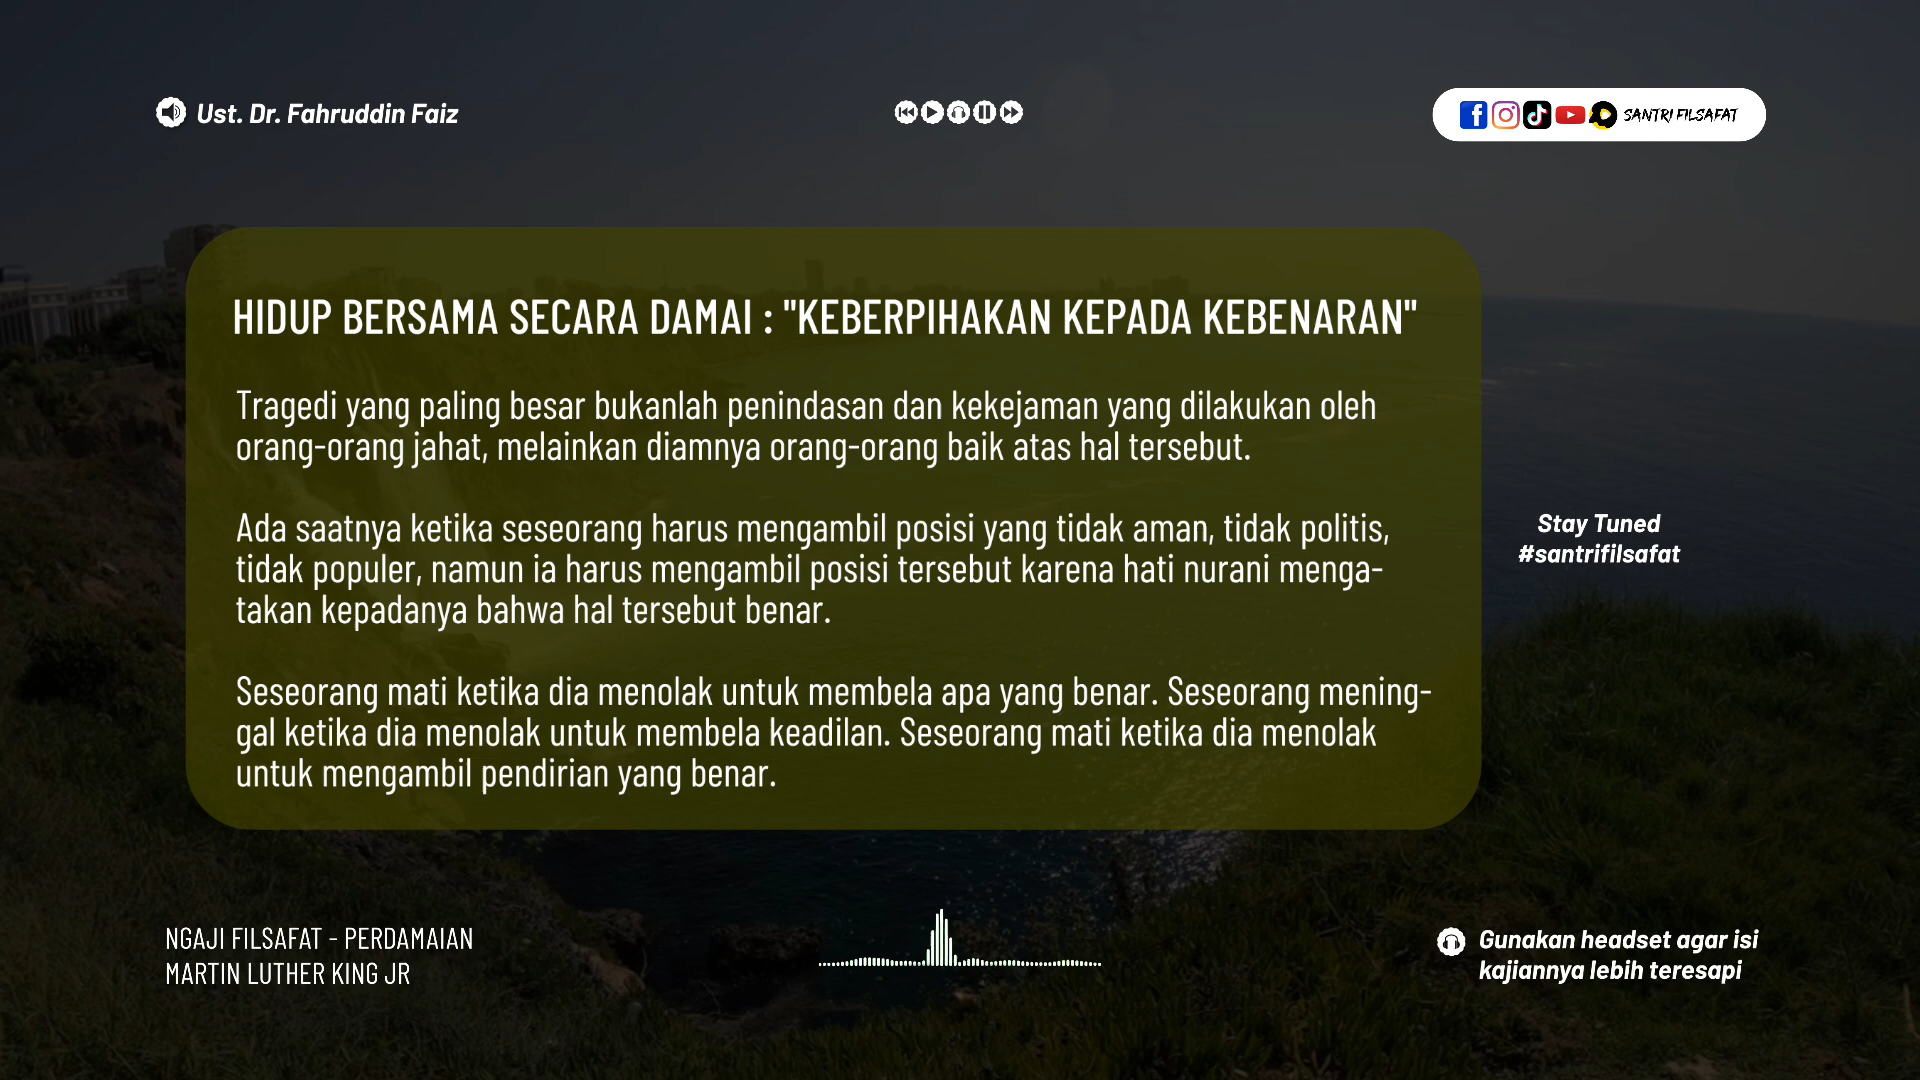 Ust. Dr. Fahruddin Faiz
SANTRI FILSAFAT
HIDUP BERSAMA SECARA DAMAI : "KEBERPIHAKAN KEPADA KEBENARAN"
Tragedi yang paling besar bukanlah penindasan dan kekejaman yang dilakukan oleh
orang-orang jahat, melainkan diamnya orang-orang baik atas hal tersebut.
Ada saatnya ketika seseorang harus mengambil posisi yang tidak aman, tidak politis,
tidak populer, namun ia harus mengambil posisi tersebut karena hati nurani menga-
takan kepadanya bahwa hal tersebut benar.
Seseorang mati ketika dia menolak untuk membela apa yang benar. Seseorang mening-
gal ketika dia menolak untuk membela keadilan. Seseorang mati ketika dia menolak
untuk mengambil pendirian yang benar.
Stay Tuned
#santrifilsafat
NGAJI FILSAFAT - PERDAMAIAN
MARTIN LUTHER KING JR
Gunakan headset agar isi
kajiannya lebih teresapi